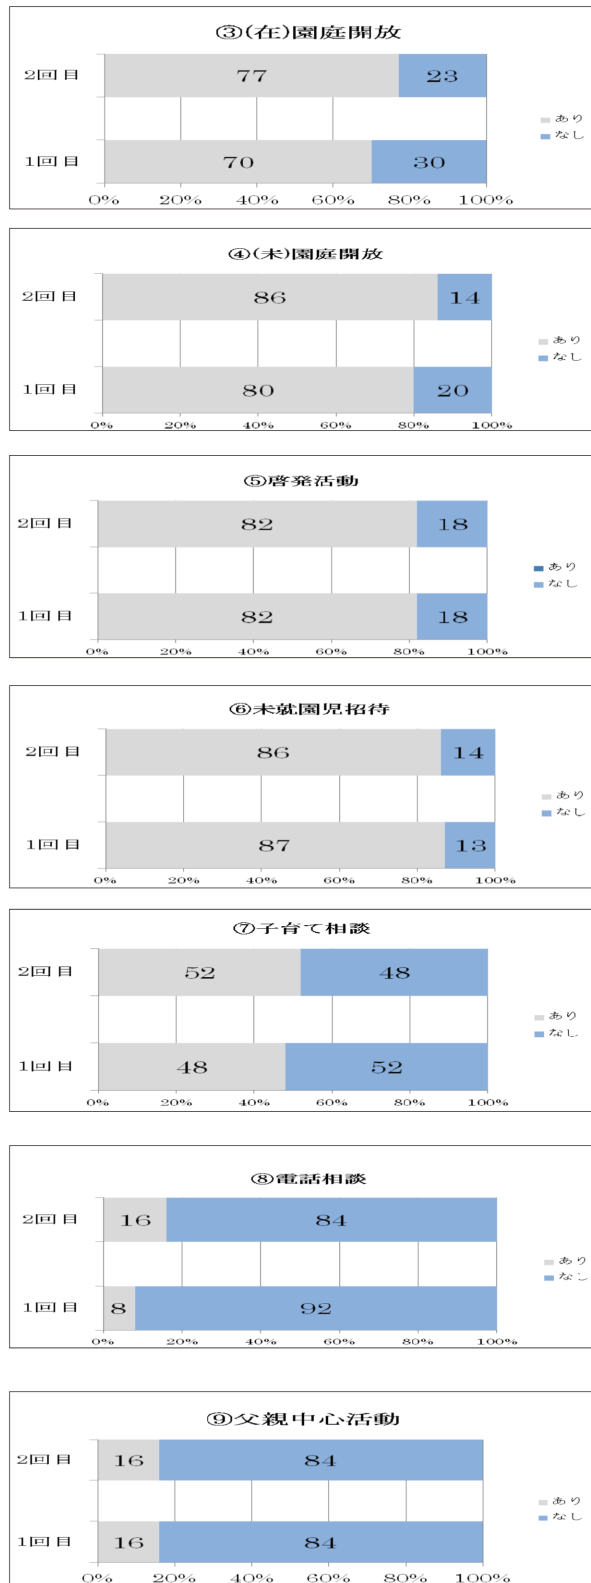 ③(在)園庭開放
2回目 77 23
あり
なし
1回目 70 30
0% 20% 40% 60% 80% 100%
④(未)園庭開放
2回目 86 14
あり
なし
1回目 80 20
0% 20% 40% 60% 80% 100%
⑤啓発活動
2回目 82 18
あり
なし
1回目 82 18
0% 20% 40% 60% 80% 100%
⑥未就園児招待
2回目 86 14
あり
なし
1回目 87 13
0% 20% 40% 60% 80% 100%
⑦子育て相談
2回目 52 48
あり
なし
1回目 48 52
0% 20% 40% 60% 80% 100%
⑧電話相談
2回目 16 84
あり
なし
1回目 8 92
0% 20% 40% 60% 80% 100%
⑨父親中心活動
2回目 16 84
あり
なし
1回目 16 84
0% 20% 40% 60% 80% 100%